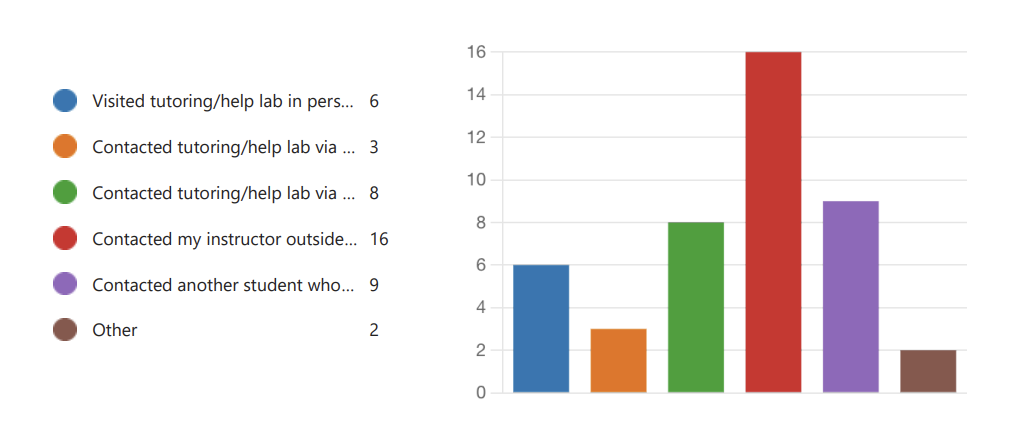 Visited tutoring/help lab in pers... 6
Contacted tutoring/help lab via ... 3
Contacted tutoring/help lab via ... 8
Contacted my instructor outside... 16
Contacted another student who... 9
Other 2
16
14
12
10
8
6
4
2
0